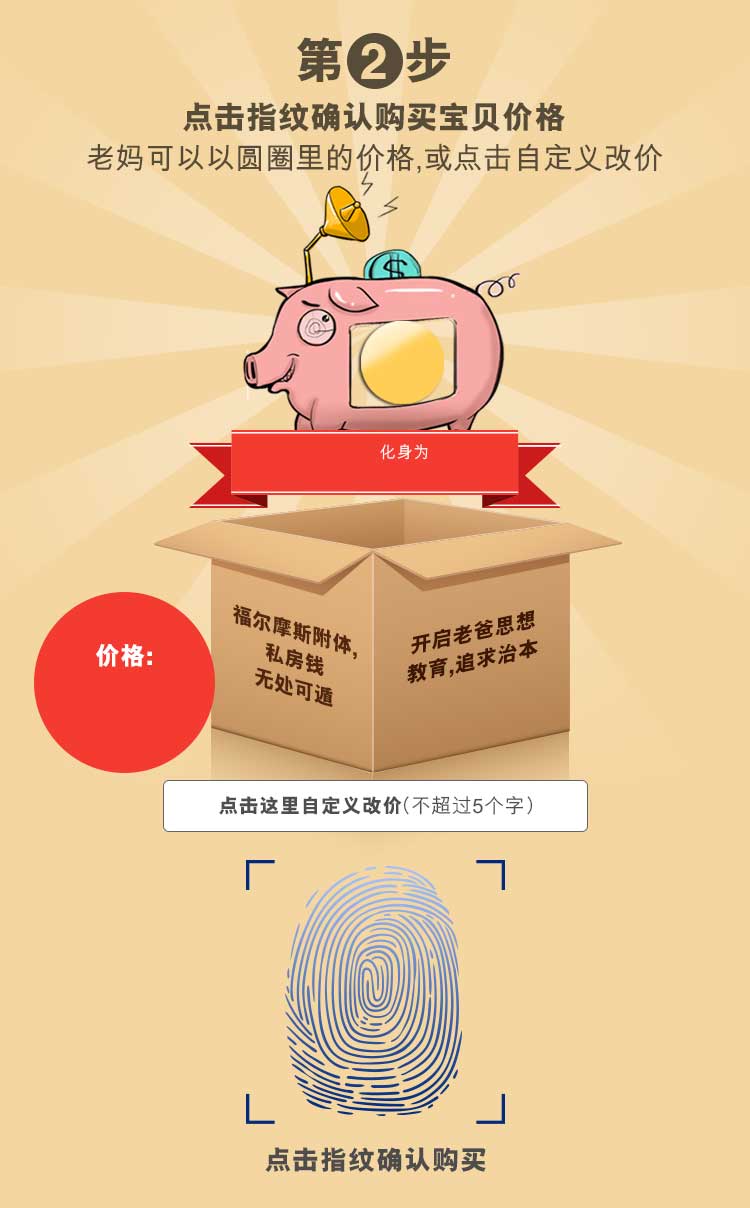 第2步
点击指纹确认购买宝贝价格
老妈可以以圆圈里的价格,或点击自定义改价
$
化身为
福尔摩斯附体,
私房钱
无处可遁
开启老爸思想
教育,追求治本
价格:
点击这里自定义改价(不超过5个字)
点击指纹确认购买